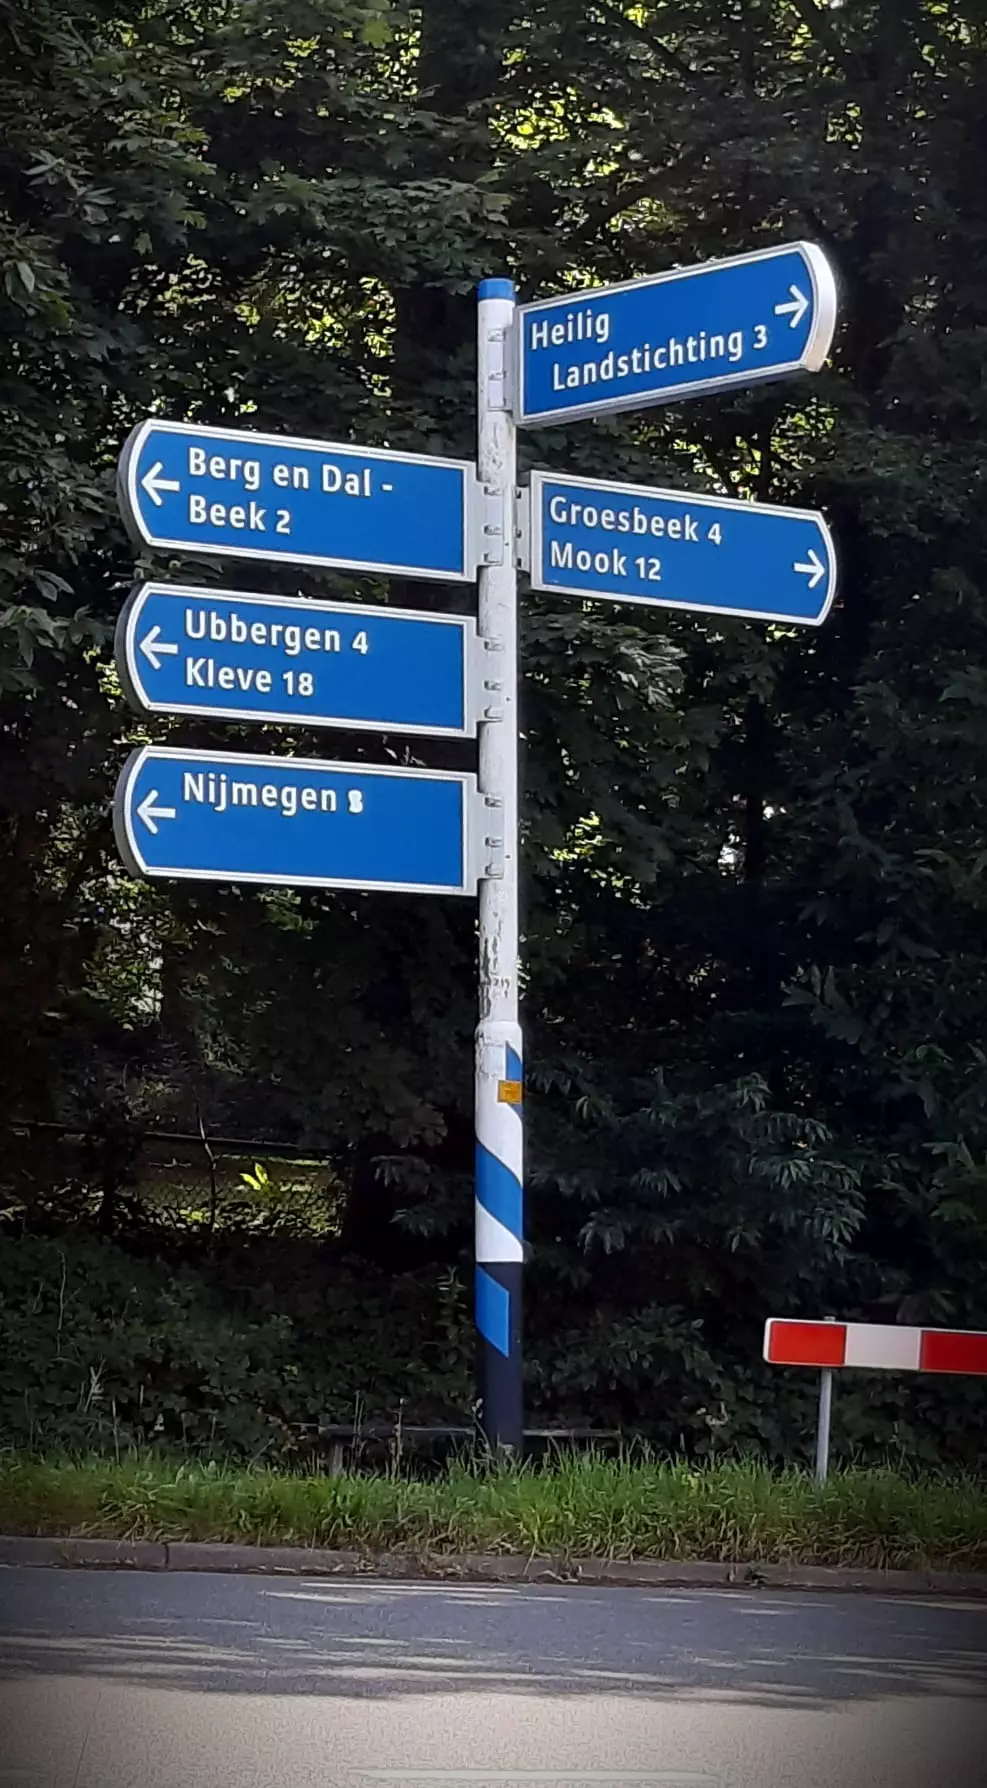 Heilig
Landstichting 3
Berg en Dal -
Beek 2
Groesbeek 4
Mook 12
Ubbergen 4
Kleve 18
Nijmegen 8